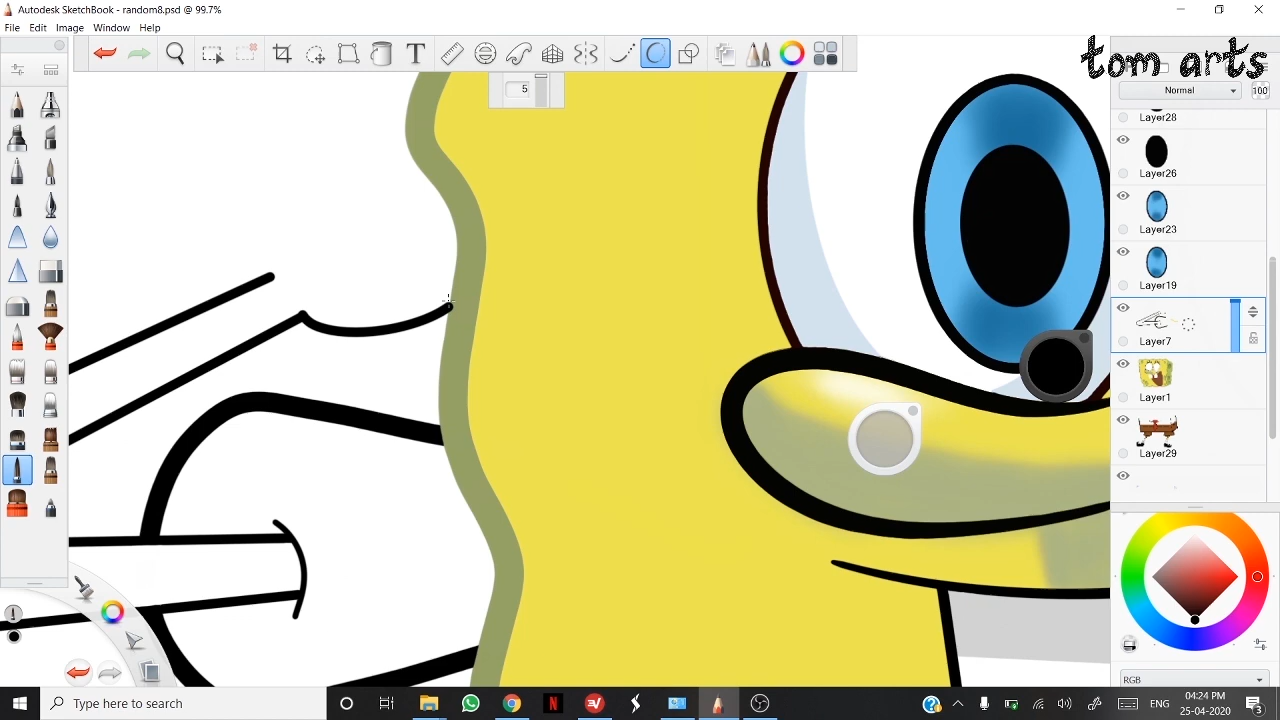 Autodesk SketchBook - random8.psd @ 99.7%
File Edit Image Window Help
tom arts
5
Normal
100
Layer28
Layer26
Layer23
Layer19
Layer7
Layer1
Layer29
RGB
Type here to search
ENG
04:24 PM
25-04-2020
3